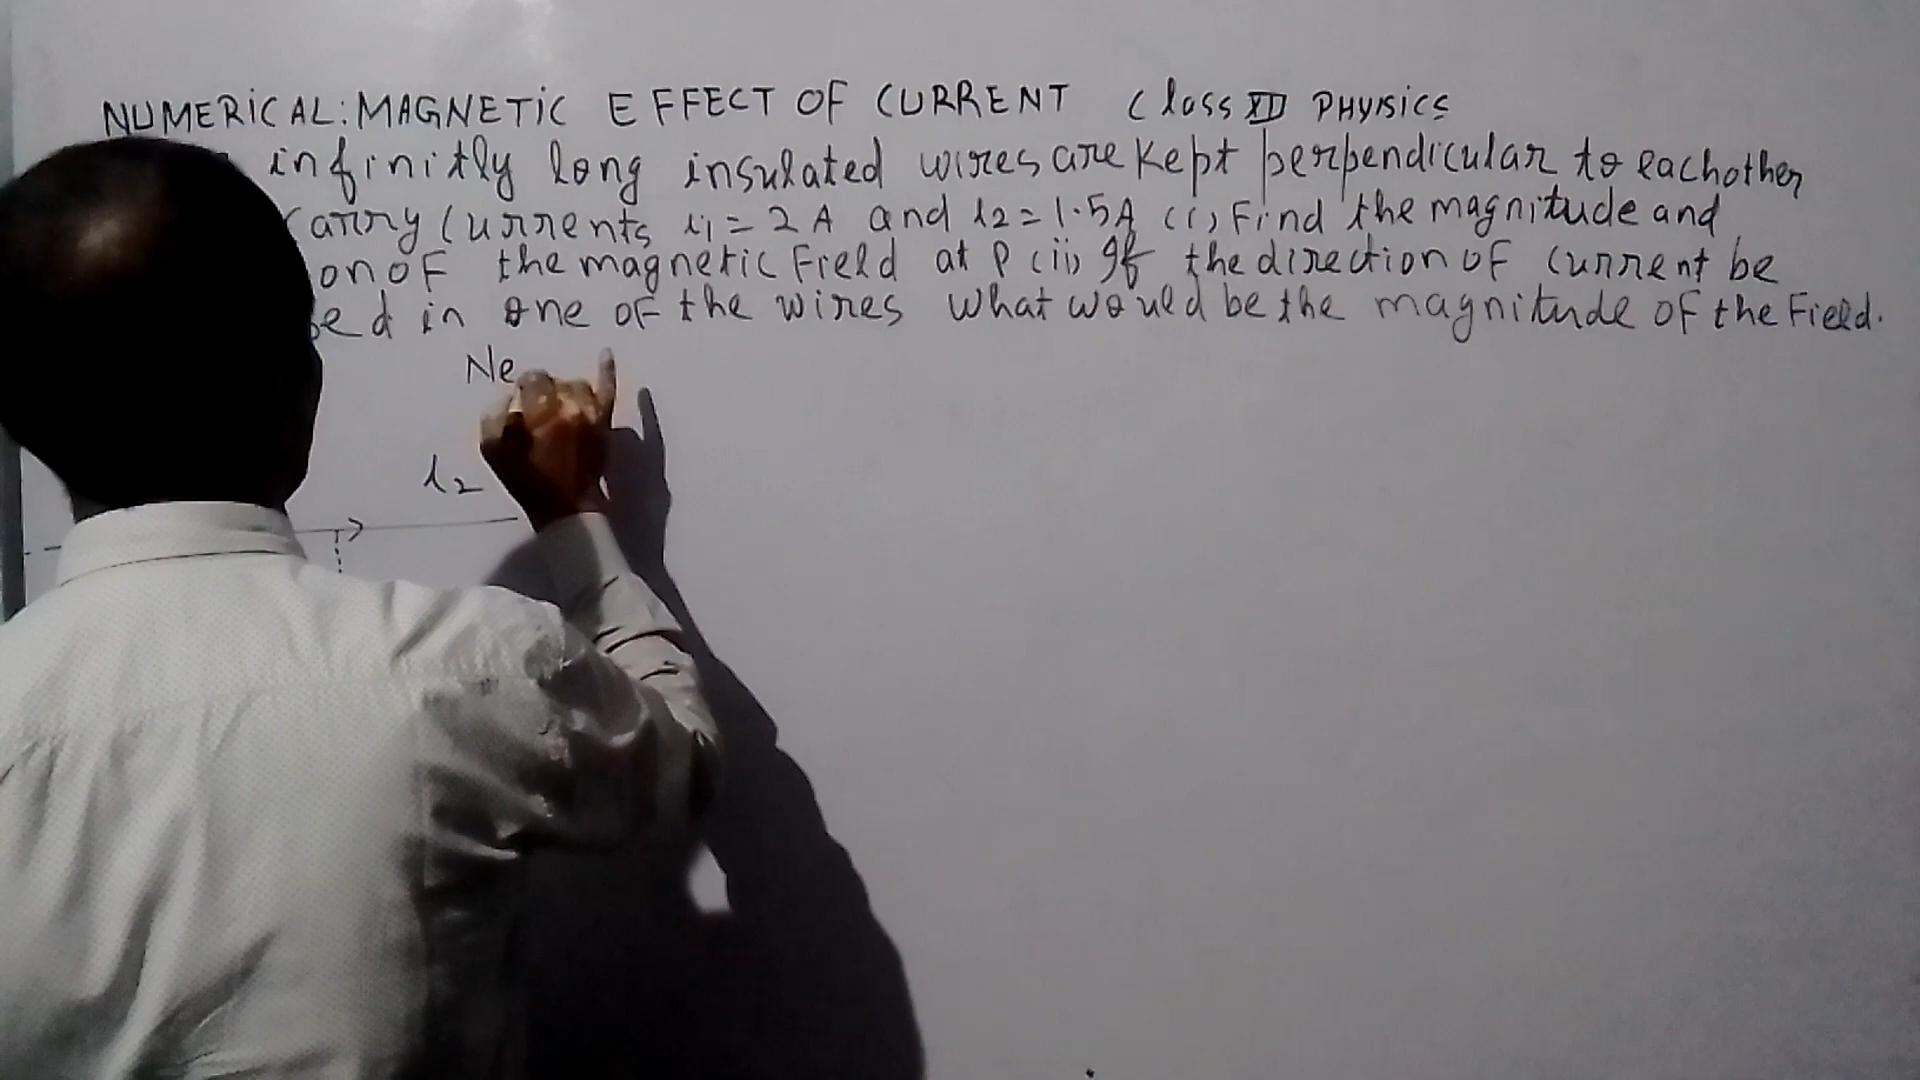 NUMERICAL: MAGNETIC EFFECT OF CURRENT Class XII PHYSICS
infinitly long insulated wires are kept perpendicular to eachother
carry currents i1 = 2 A and i2 = 1.5A (i) Find the magnitude and
on of the magnetic Field at P (ii) If the direction of current be
sed in one of the wires what would be the magnitude of the Field.
Ne
i2